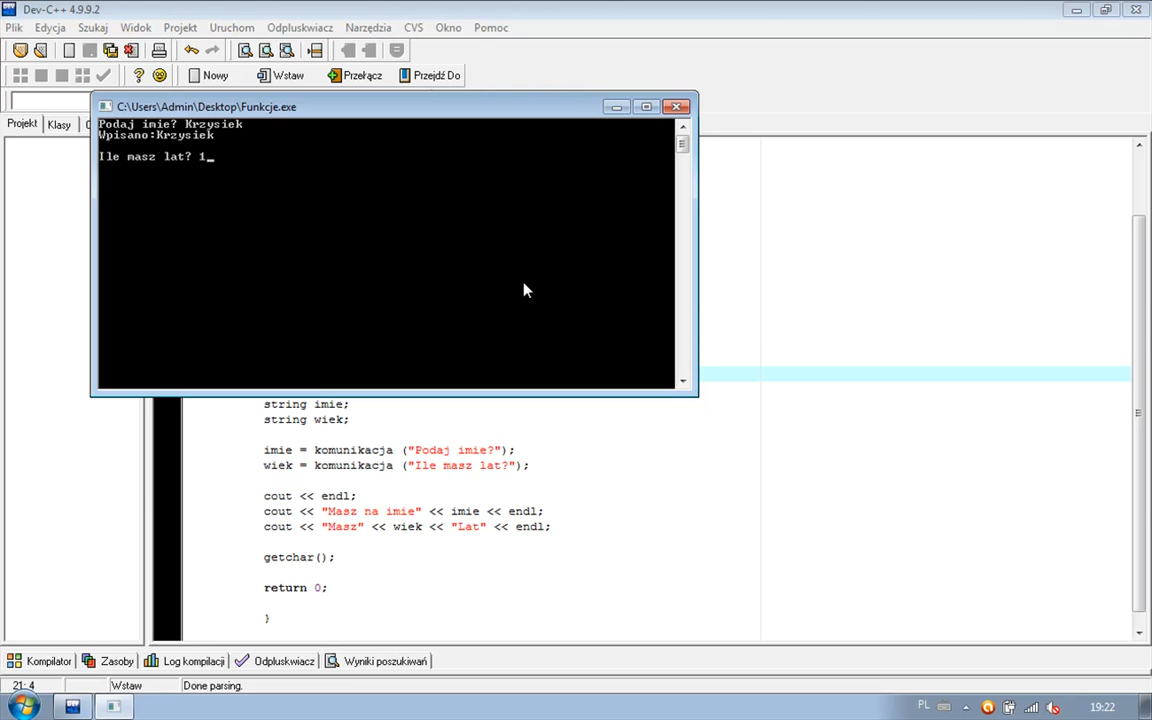 Dev-C++ 4.9.9.2
Plik Edycja Szukaj Widok Projekt Uruchom Odpluskwiacz Narzędzia CVS Okno Pomoc
Nowy Wstaw Przełącz Przejdź Do
Projekt Klasy
C:\Users\Admin\Desktop\Funkcje.exe
Podaj imie? Krzysiek
Wpisano:Krzysiek
Ile masz lat? 1_
string imie;
string wiek;
imie = komunikacja ("Podaj imie?");
wiek = komunikacja ("Ile masz lat?");
cout << endl;
cout << "Masz na imie" << imie << endl;
cout << "Masz" << wiek << "Lat" << endl;
getchar();
return 0;
}
Kompilator Zasoby Log kompilacji Odpluskwiacz Wyniki poszukiwań
21: 4 Wstaw Done parsing.
PL 19:22